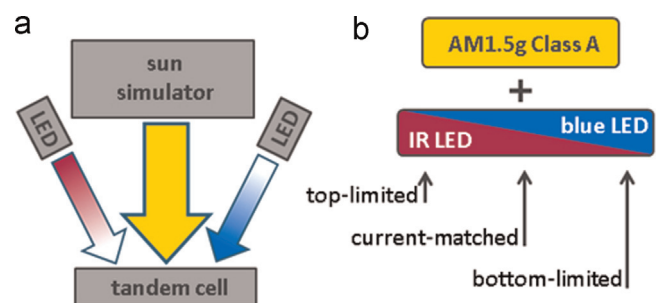 a
sun
simulator
LED
LED
tandem cell
b
AM1.5g Class A
+
IR LED
blue LED
top-limited
current-matched
bottom-limited